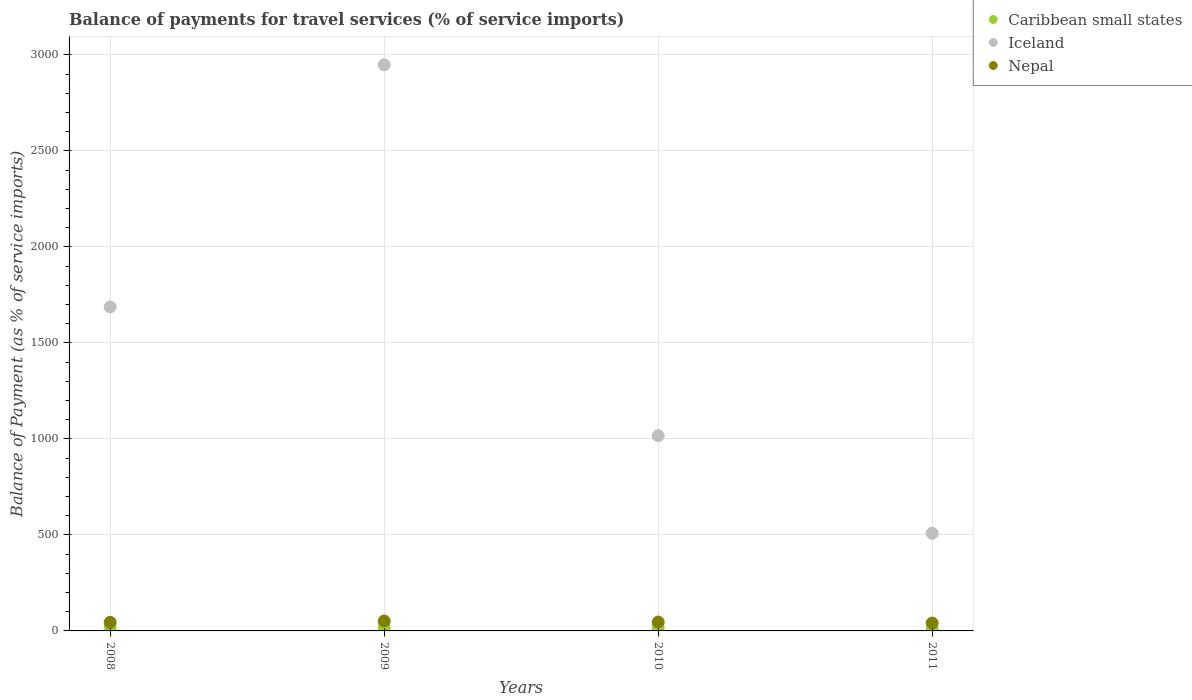 Balance of payments for travel services (% of service imports)
Caribbean small states
Iceland
Nepal
Balance of Payment (as % of service imports)
3000
2500
2000
1500
1000
500
0
2008
2009
2010
2011
Years